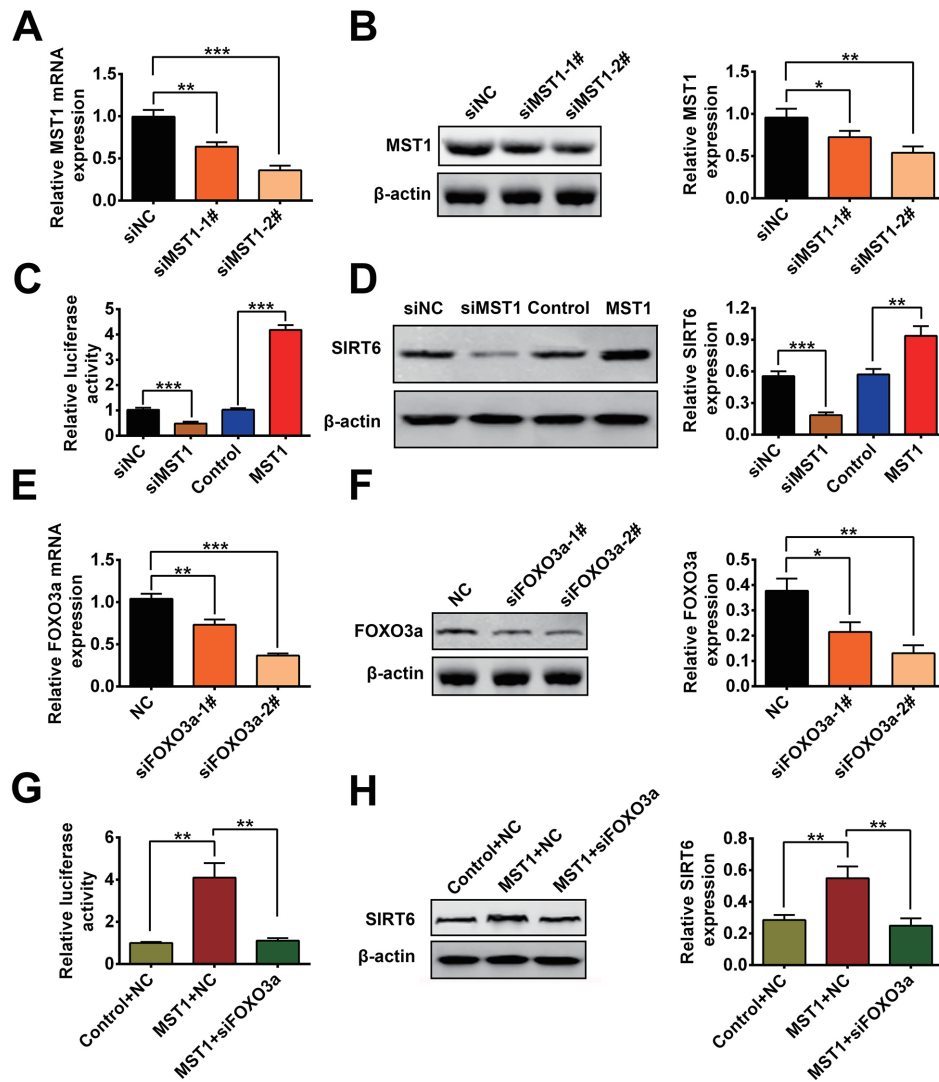 A
Relative MST1 mRNA
expression
1.5
1.0
0.5
0.0
**
***
siNC
siMST1-1#
siMST1-2#
B
siNC
siMST1-1#
siMST1-2#
MST1
β-actin
Relative MST1
expression
1.5
1.0
0.5
0.0
*
**
siNC
siMST1-1#
siMST1-2#
C
Relative luciferase
activity
5
4
3
2
1
0
***
***
siNC
siMST1
Control
MST1
D
siNC siMST1 Control MST1
SIRT6
β-actin
Relative SIRT6
expression
1.2
0.9
0.6
0.3
0.0
***
**
siNC
siMST1
Control
MST1
E
Relative FOXO3a mRNA
expression
1.5
1.0
0.5
0.0
**
***
NC
siFOXO3a-1#
siFOXO3a-2#
F
NC
siFOXO3a-1#
siFOXO3a-2#
FOXO3a
β-actin
Relative FOXO3a
expression
0.5
0.4
0.3
0.2
0.1
0.0
*
**
NC
siFOXO3a-1#
siFOXO3a-2#
G
Relative luciferase
activity
6
4
2
0
**
**
Control+NC
MST1+NC
MST1+siFOXO3a
H
Control+NC
MST1+NC
MST1+siFOXO3a
SIRT6
β-actin
Relative SIRT6
expression
0.8
0.6
0.4
0.2
0.0
**
**
Control+NC
MST1+NC
MST1+siFOXO3a